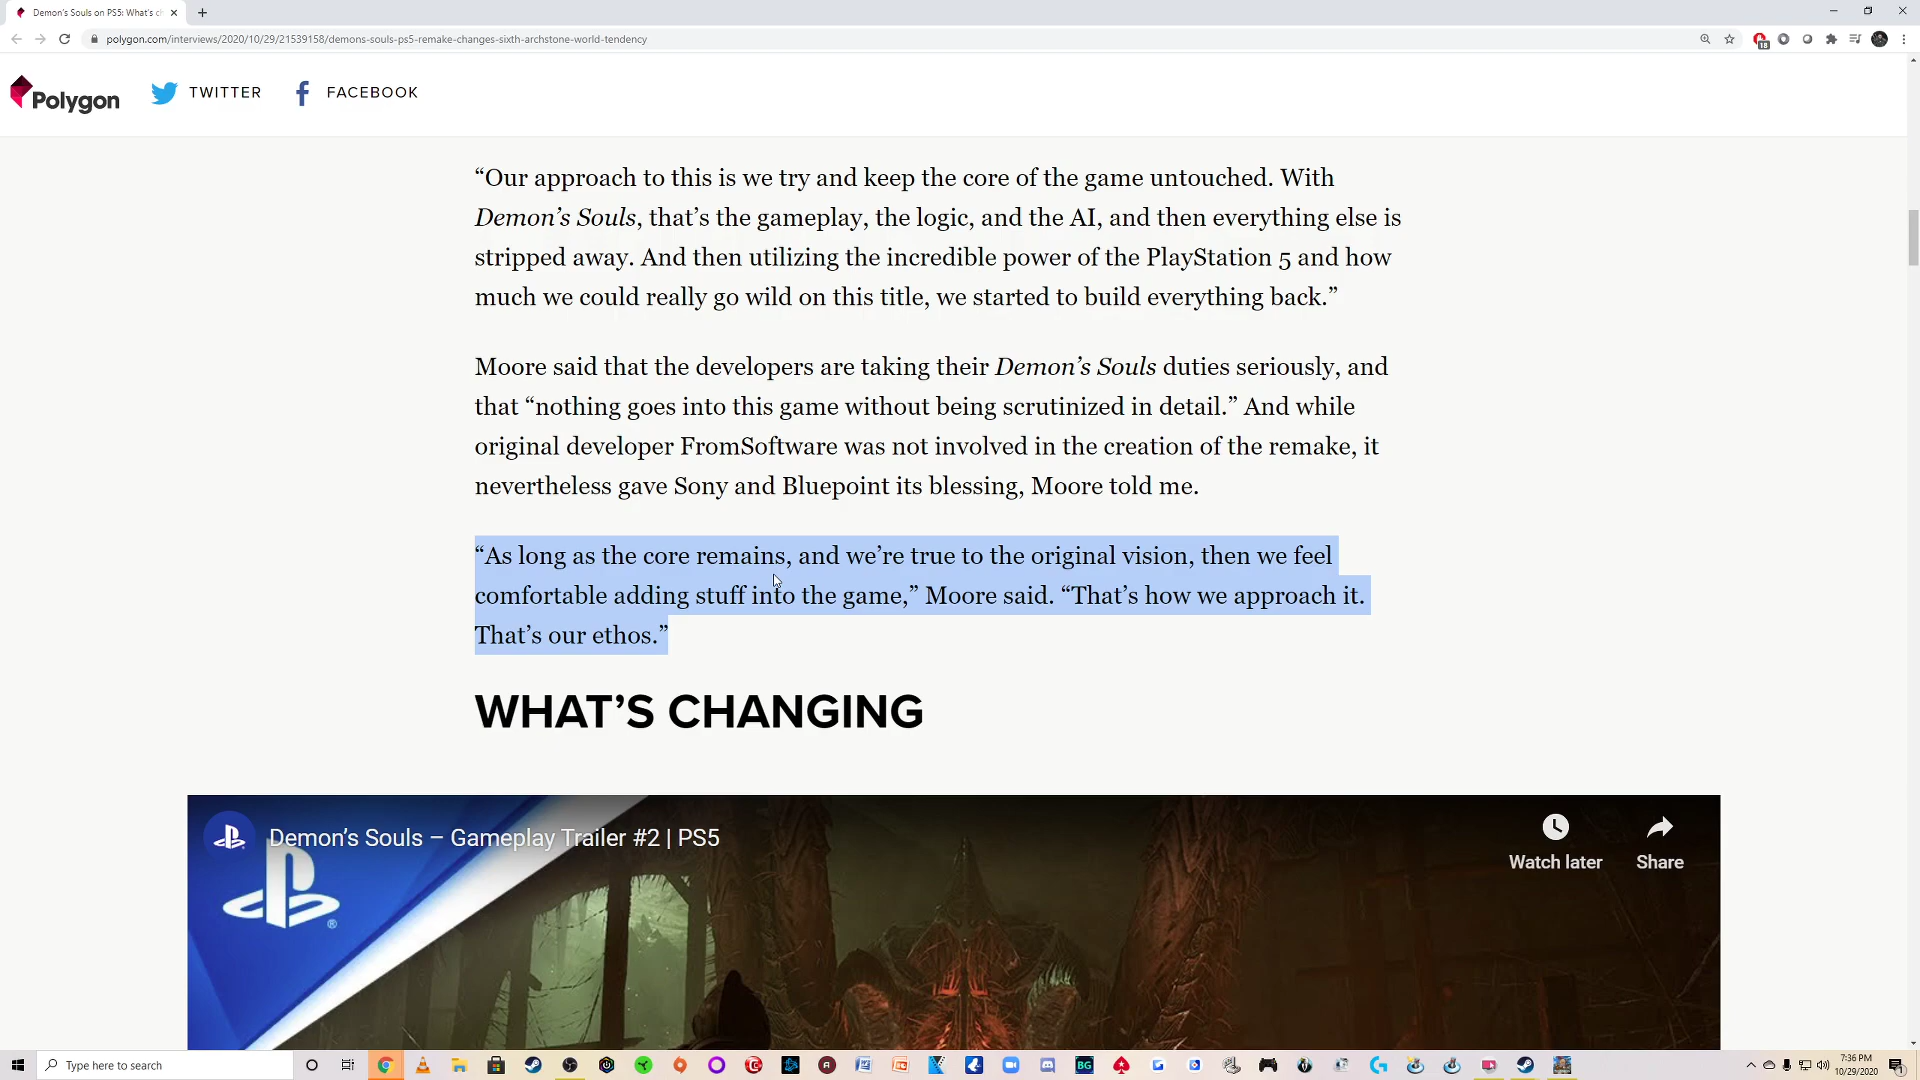 Demon's Souls on PS5: What's ch
polygon.com/interviews/2020/10/29/21539158/demons-souls-ps5-remake-changes-sixth-archstone-world-tendency
18
Polygon
TWITTER
FACEBOOK
“Our approach to this is we try and keep the core of the game untouched. With
Demon’s Souls, that’s the gameplay, the logic, and the AI, and then everything else is
stripped away. And then utilizing the incredible power of the PlayStation 5 and how
much we could really go wild on this title, we started to build everything back.”
Moore said that the developers are taking their Demon’s Souls duties seriously, and
that “nothing goes into this game without being scrutinized in detail.” And while
original developer FromSoftware was not involved in the creation of the remake, it
nevertheless gave Sony and Bluepoint its blessing, Moore told me.
“As long as the core remains, and we’re true to the original vision, then we feel
comfortable adding stuff into the game,” Moore said. “That’s how we approach it.
That’s our ethos.”
WHAT’S CHANGING
Demon’s Souls – Gameplay Trailer #2 | PS5
Watch later
Share
Type here to search
BG
7:36 PM
10/29/2020